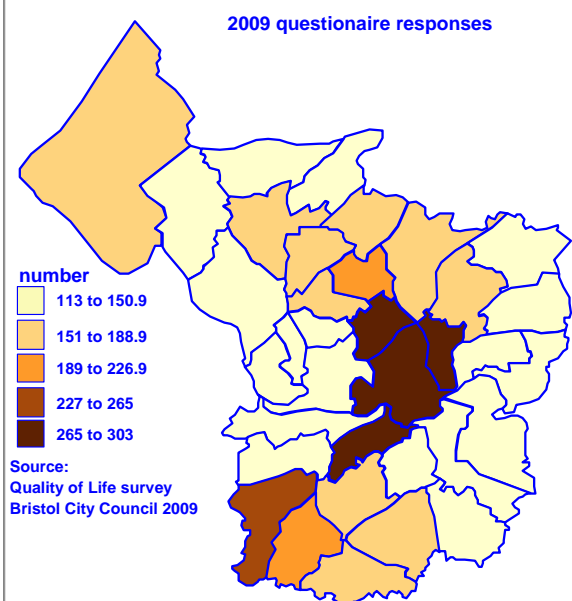 2009 questionaire responses
number
113 to 150.9
151 to 188.9
189 to 226.9
227 to 265
265 to 303
Source:
Quality of Life survey
Bristol City Council 2009